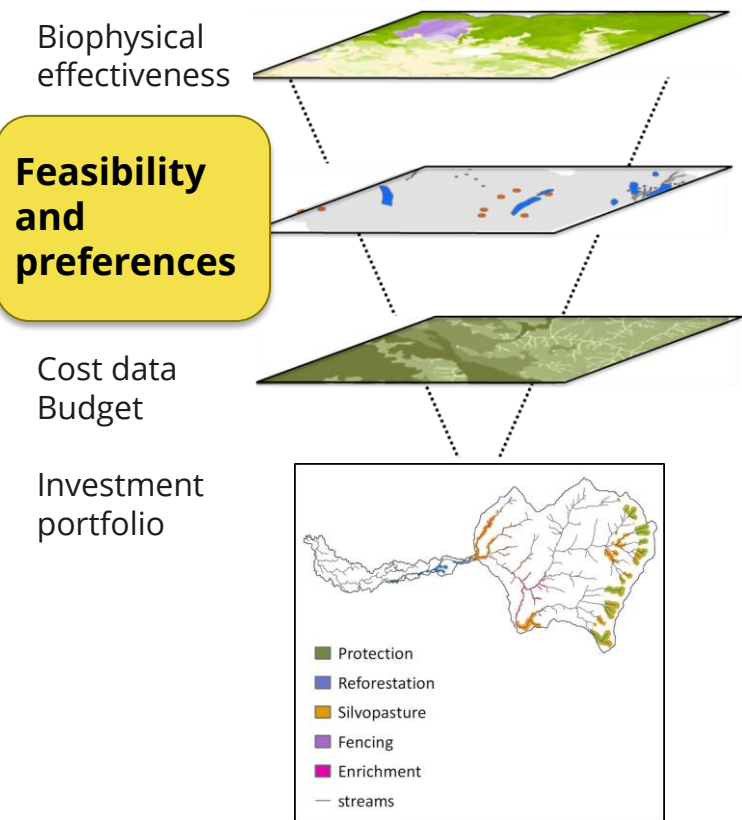 Biophysical
effectiveness
Feasibility
and
preferences
Cost data
Budget
Investment
portfolio
Protection
Reforestation
Silvopasture
Fencing
Enrichment
streams